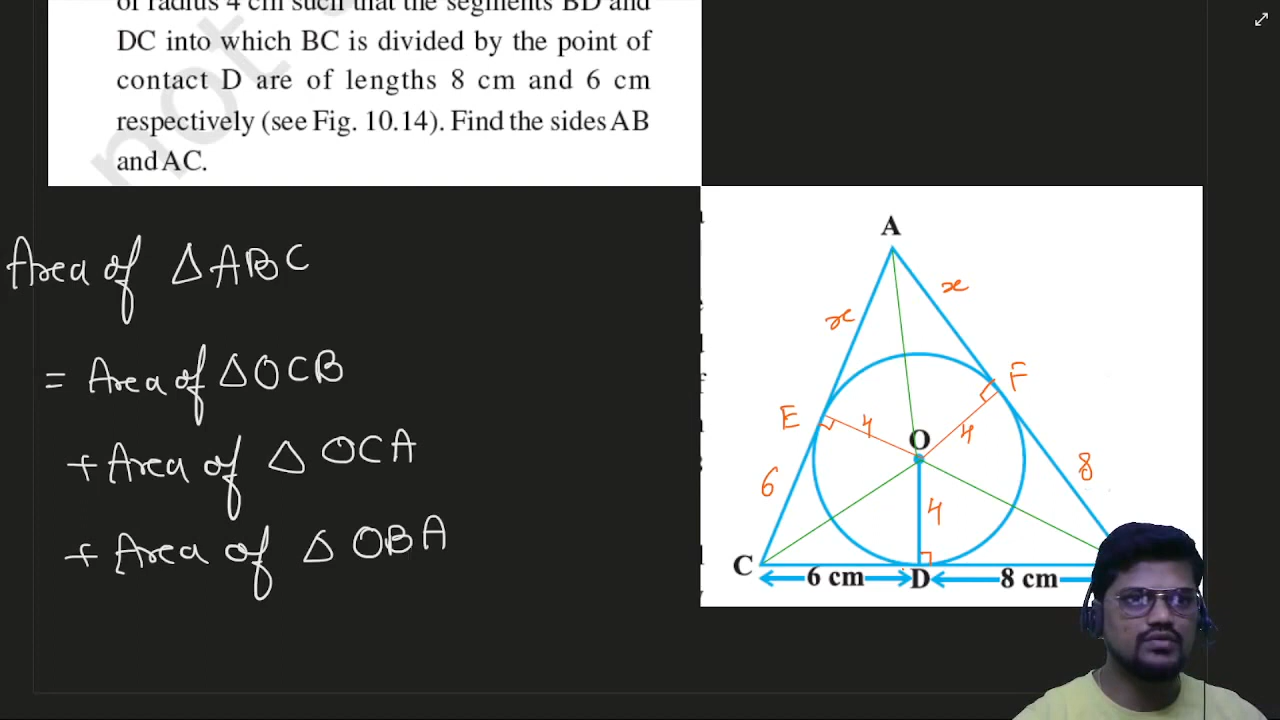 of radius 4 cm such that the segments BD and
DC into which BC is divided by the point of
contact D are of lengths 8 cm and 6 cm
respectively (see Fig. 10.14). Find the sides AB
and AC.
not
Area of △ABC
= Area of △OCB
+ Area of △ OCA
+ Area of △ OBA
A
x
x
F
E
4
O
4
6
8
4
C
6 cm
D
8 cm